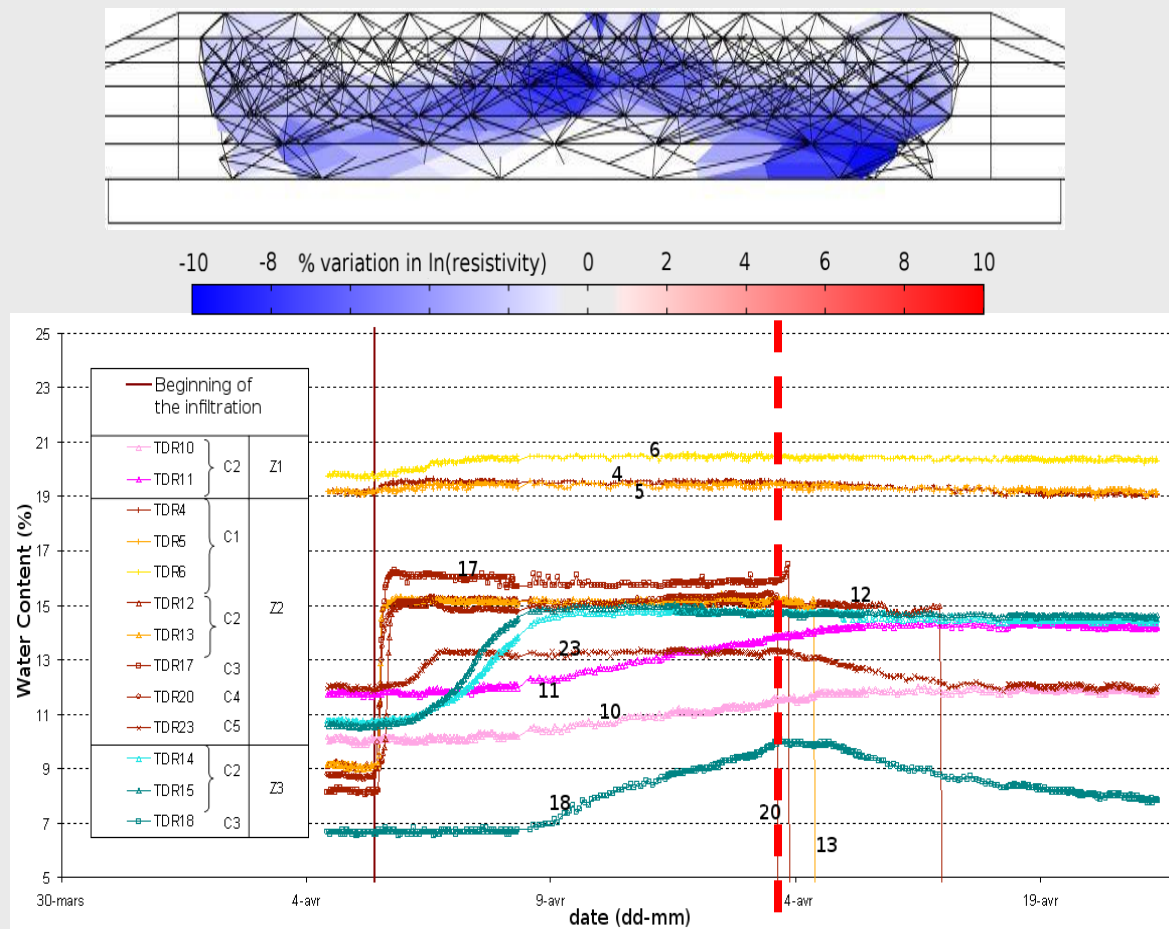 -10 -8 % variation in ln(resistivity) 0 2 4 6 8 10
25
23
21
19
17
15
13
11
9
7
5
Water Content (%)
Beginning of
the infiltration
TDR10
TDR11
C2
Z1
TDR4
TDR5
TDR6
C1
TDR12
TDR13
C2
Z2
TDR17 C3
TDR20 C4
TDR23 C5
TDR14
TDR15
C2
Z3
TDR18 C3
6
4
5
17
12
23
11
10
18
20
13
30-mars 4-avr 9-avr 4-avr 19-avr
date (dd-mm)